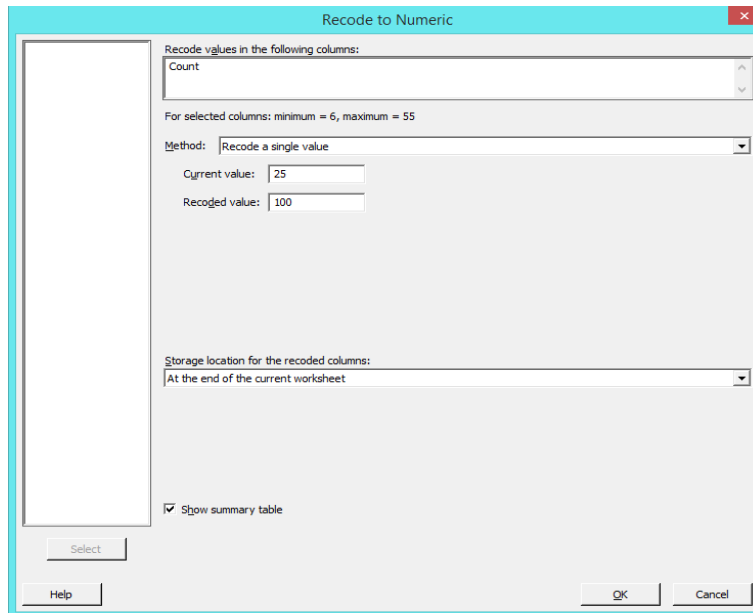 Recode to Numeric
Recode values in the following columns:
Count
For selected columns: minimum = 6, maximum = 55
Method: Recode a single value
Current value: 25
Recoded value: 100
Storage location for the recoded columns:
At the end of the current worksheet
Show summary table
Select
Help OK Cancel